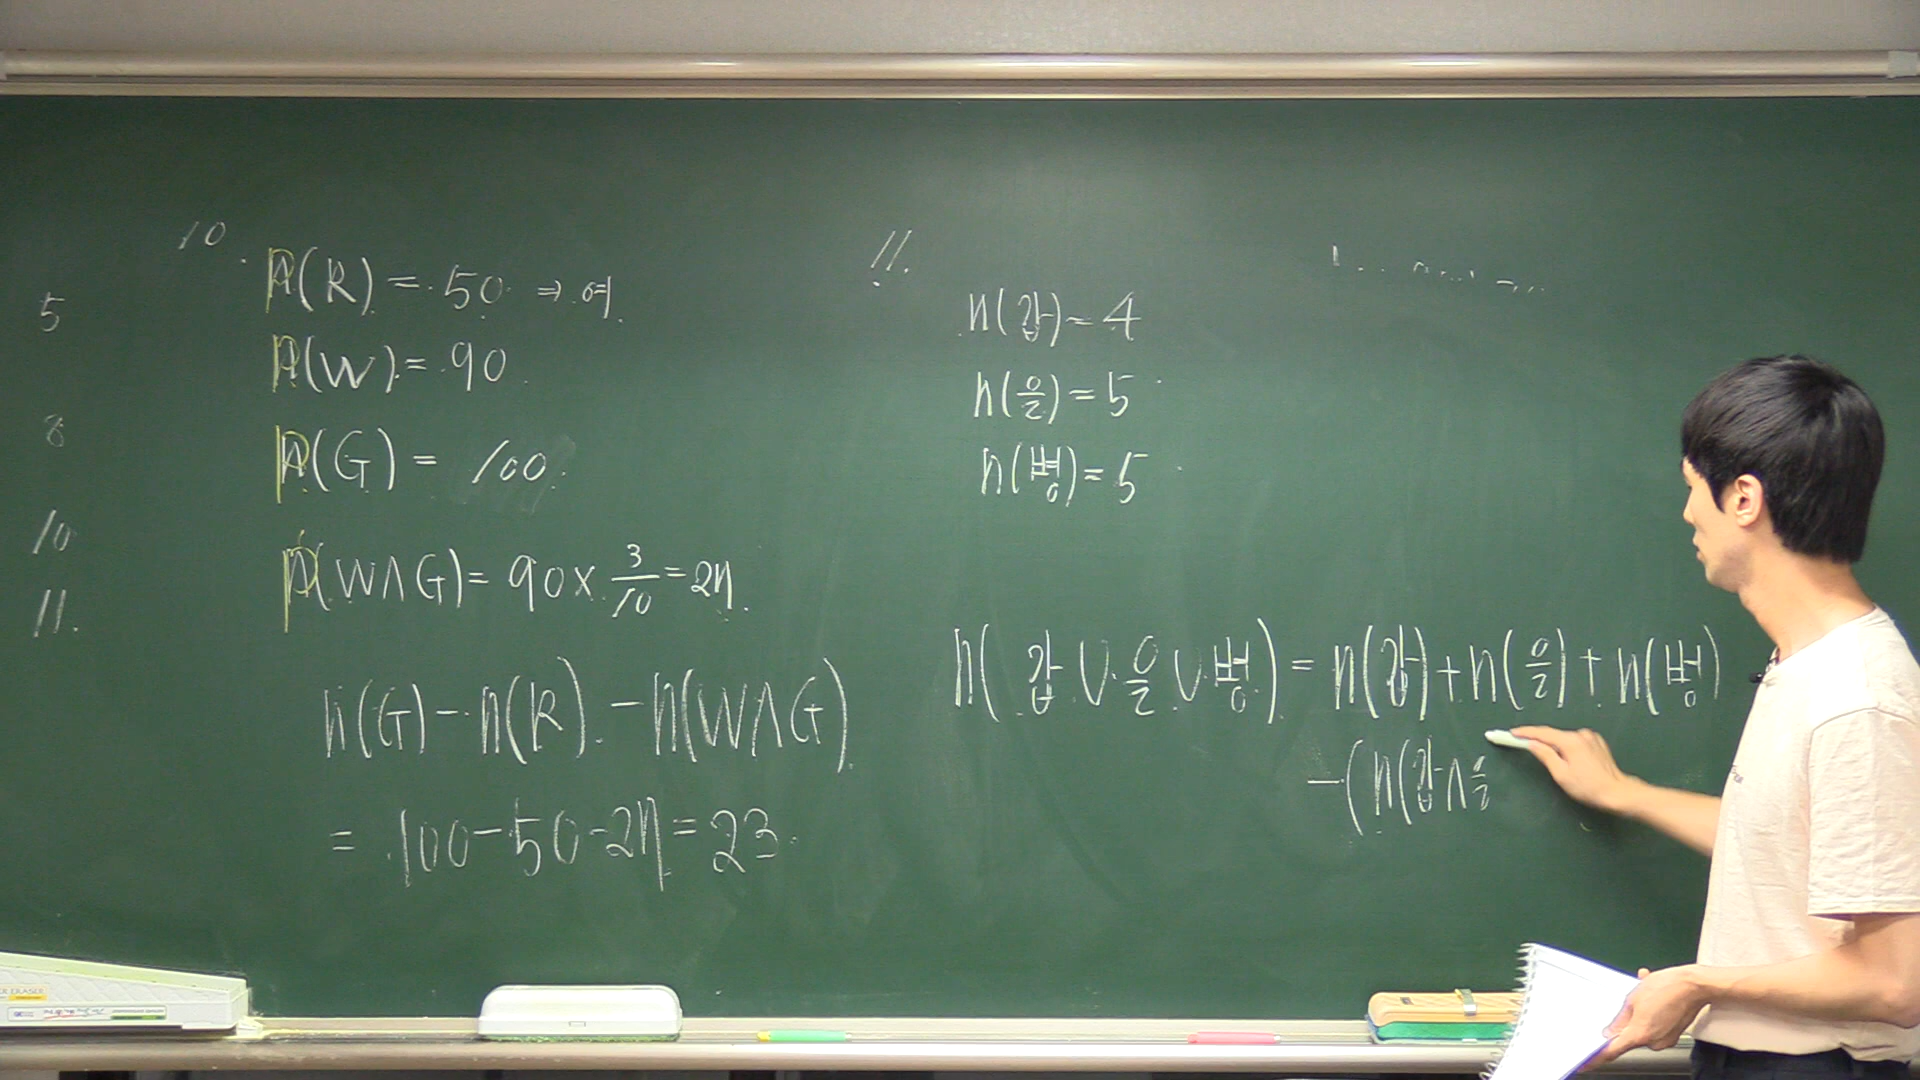 5
8
10
11.
10.
P(R) = 50 ⇒ 여.
P(W) = 90
P(G) = 100.
P(W∧G) = 90 × 3/10 = 27.
n(G) - n(R) - n(W∧G).
= 100 - 50 - 27 = 23.
11.
n(갑) = 4
n(을) = 5
n(병) = 5
n(갑∪을∪병) = n(갑) + n(을) + n(병)
-(n(갑∧을